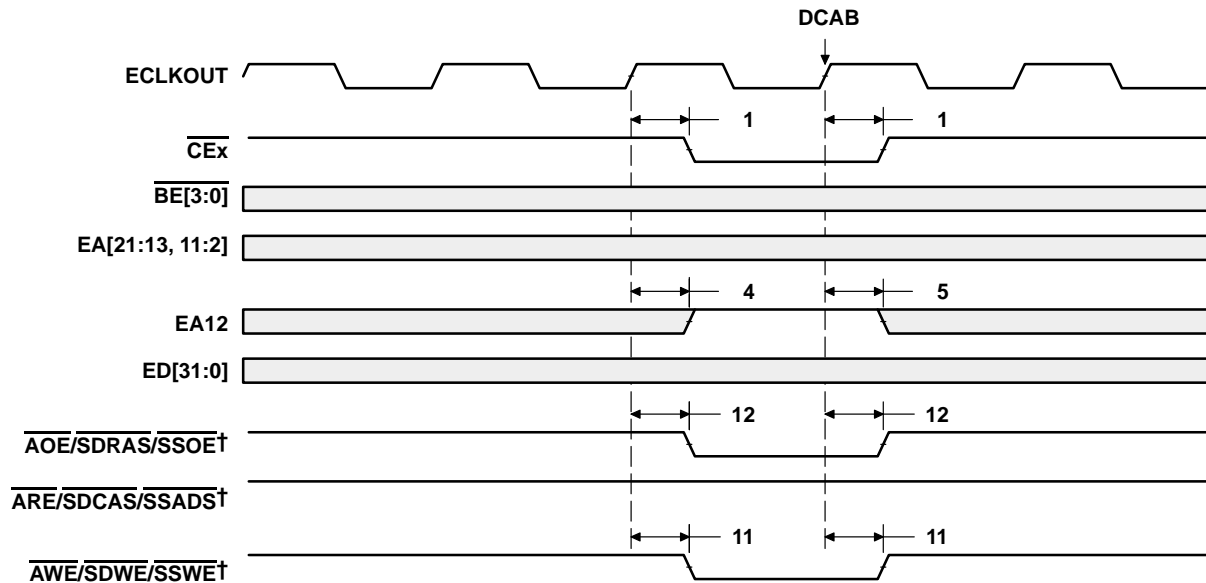 DCAB
ECLKOUT
1 1
CEx
BE[3:0]
EA[21:13, 11:2]
4 5
EA12
ED[31:0]
12 12
AOE/SDRAS/SSOE†
ARE/SDCAS/SSADS†
11 11
AWE/SDWE/SSWE†